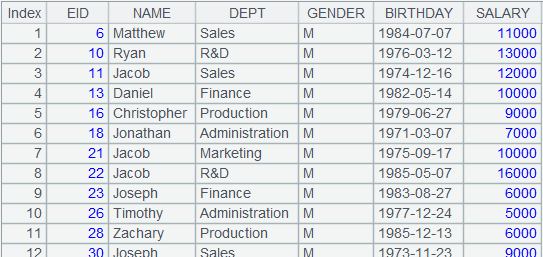 Index EID NAME DEPT GENDER BIRTHDAY SALARY
1 6 Matthew Sales M 1984-07-07 11000
2 10 Ryan R&D M 1976-03-12 13000
3 11 Jacob Sales M 1974-12-16 12000
4 13 Daniel Finance M 1982-05-14 10000
5 16 Christopher Production M 1979-06-27 9000
6 18 Jonathan Administration M 1971-03-07 7000
7 21 Jacob Marketing M 1975-09-17 10000
8 22 Jacob R&D M 1985-05-07 16000
9 23 Joseph Finance M 1983-08-27 6000
10 26 Timothy Administration M 1977-12-24 5000
11 28 Zachary Production M 1985-12-13 6000
12 30 Joseph Sales M 1973-11-23 9000